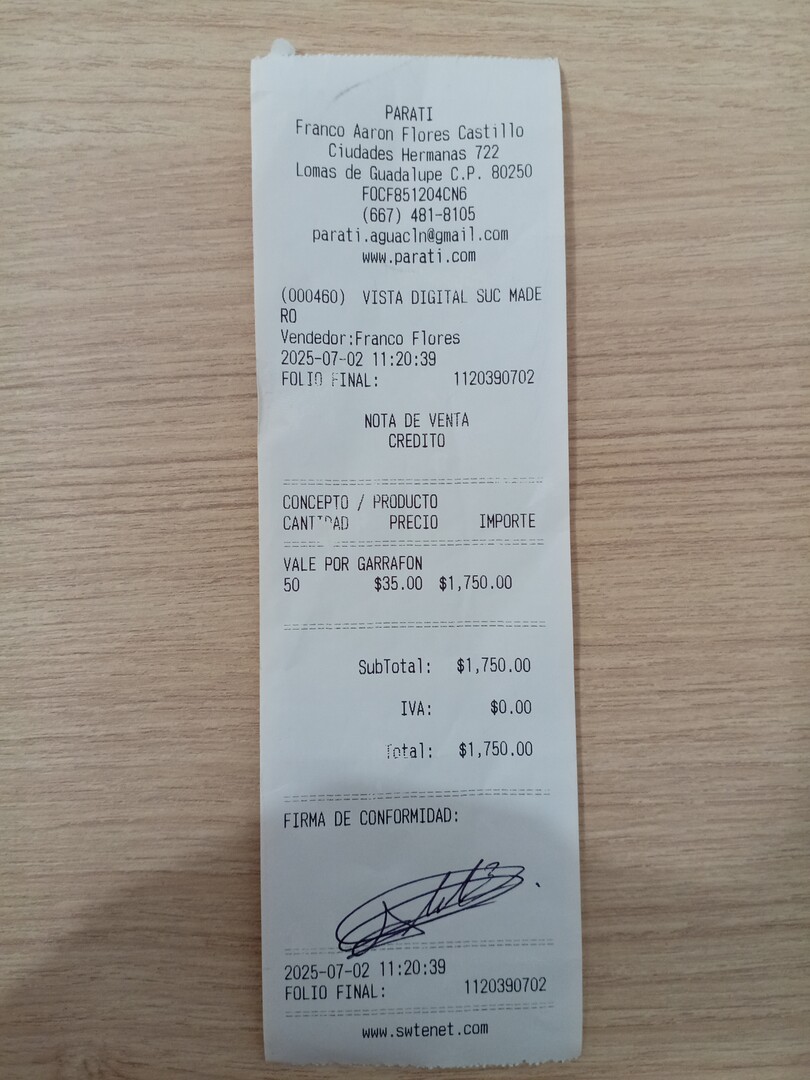 PARATI
Franco Aaron Flores Castillo
Ciudades Hermanas 722
Lomas de Guadalupe C.P. 80250
FOCF851204CN6
(667) 481-8105
parati.aguacln@gmail.com
www.parati.com
(000460) VISTA DIGITAL SUC MADE
RO
Vendedor:Franco Flores
2025-07-02 11:20:39
FOLIO FINAL: 1120390702
NOTA DE VENTA
CREDITO
CONCEPTO / PRODUCTO
CANTIDAD PRECIO IMPORTE
VALE POR GARRAFON
50 $35.00 $1,750.00
SubTotal: $1,750.00
IVA: $0.00
Total: $1,750.00
FIRMA DE CONFORMIDAD:
2025-07-02 11:20:39
FOLIO FINAL: 1120390702
www.swtenet.com